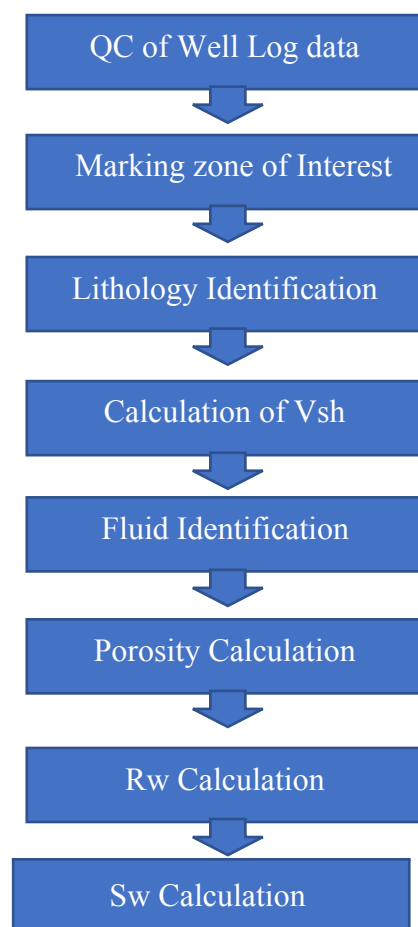 QC of Well Log data
Marking zone of Interest
Lithology Identification
Calculation of Vsh
Fluid Identification
Porosity Calculation
Rw Calculation
Sw Calculation